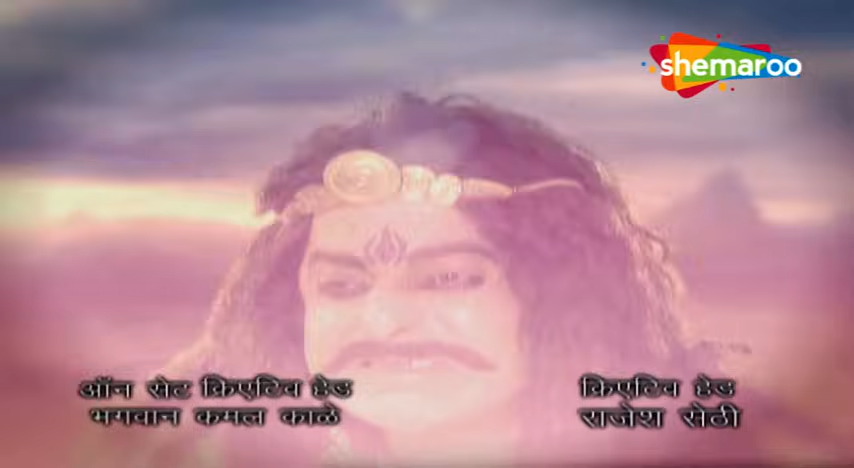 shemaroo
ऑन सेट क्रिएटिव हेड
भगवान कमल काळे
क्रिएटिव हेड
राजेश सेठी